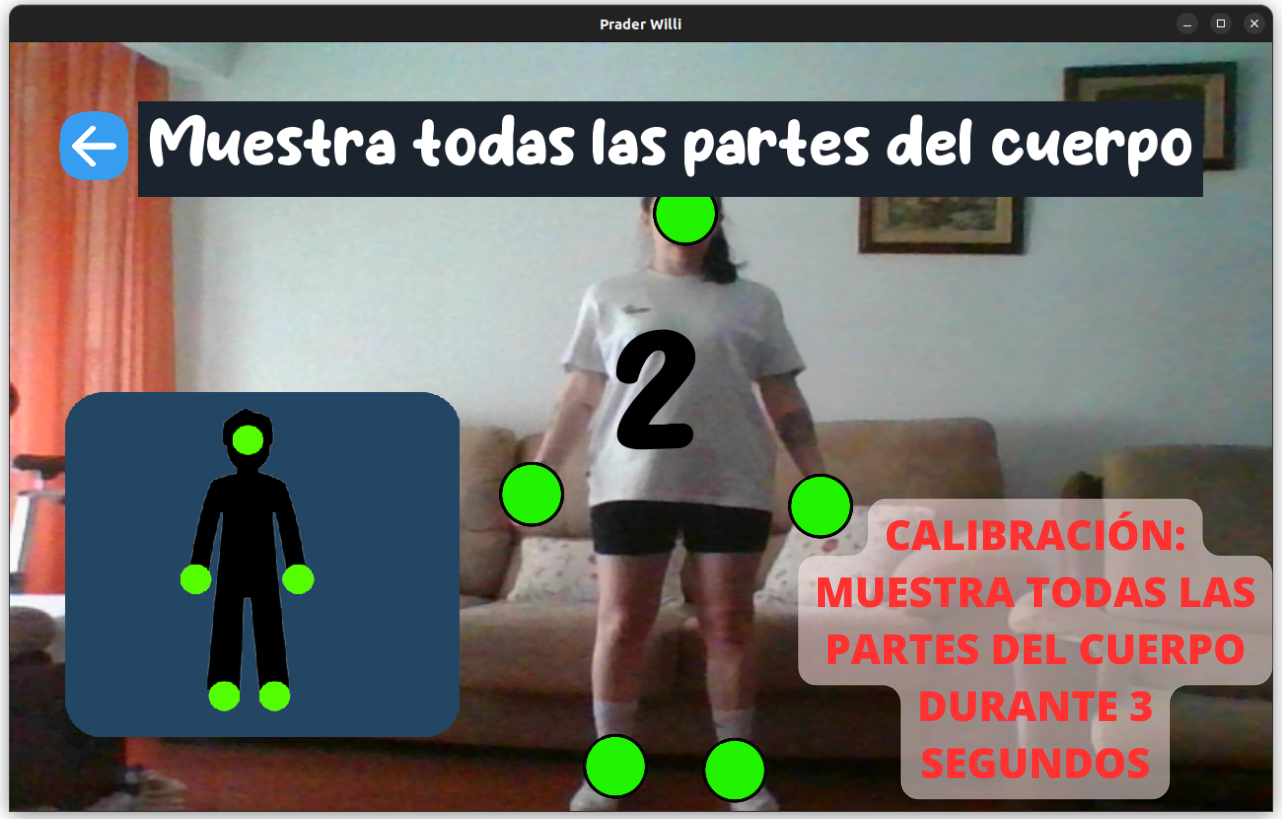 Prader Willi
Muestra todas las partes del cuerpo
2
CALIBRACIÓN:
MUESTRA TODAS LAS
PARTES DEL CUERPO
DURANTE 3
SEGUNDOS